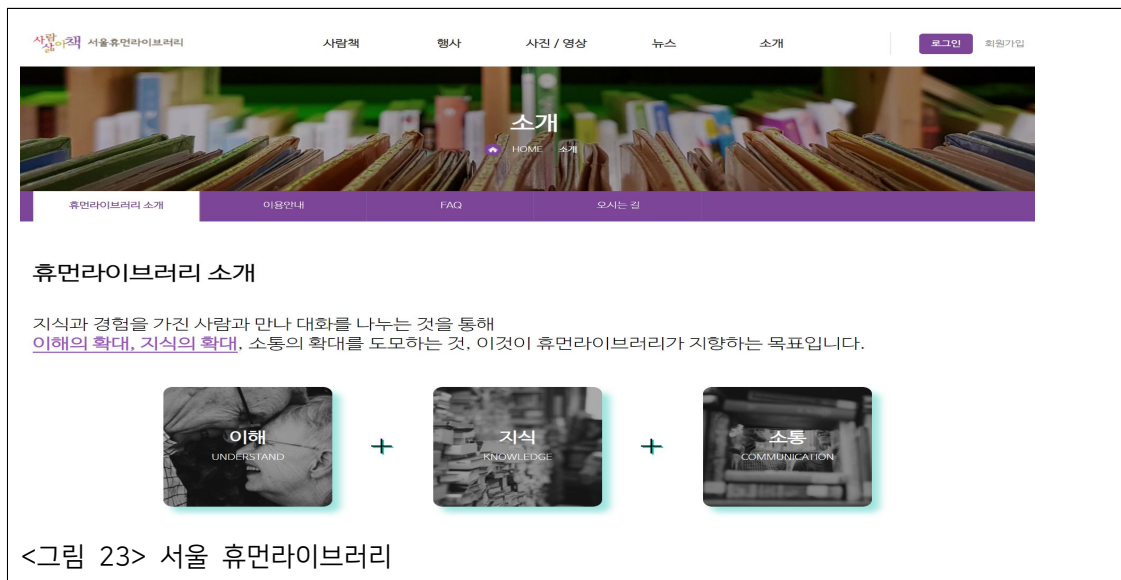 사람
삶이책 서울휴먼라이브러리
사람책 행사 사진 / 영상 뉴스 소개 로그인 회원가입
소개
HOME 소개
휴먼라이브러리 소개 이용안내 FAQ 오시는 길
휴먼라이브러리 소개
지식과 경험을 가진 사람과 만나 대화를 나누는 것을 통해
이해의 확대, 지식의 확대, 소통의 확대를 도모하는 것, 이것이 휴먼라이브러리가 지향하는 목표입니다.
이해 + 지식 + 소통
UNDERSTAND KNOWLEDGE COMMUNICATION
<그림 23> 서울 휴먼라이브러리